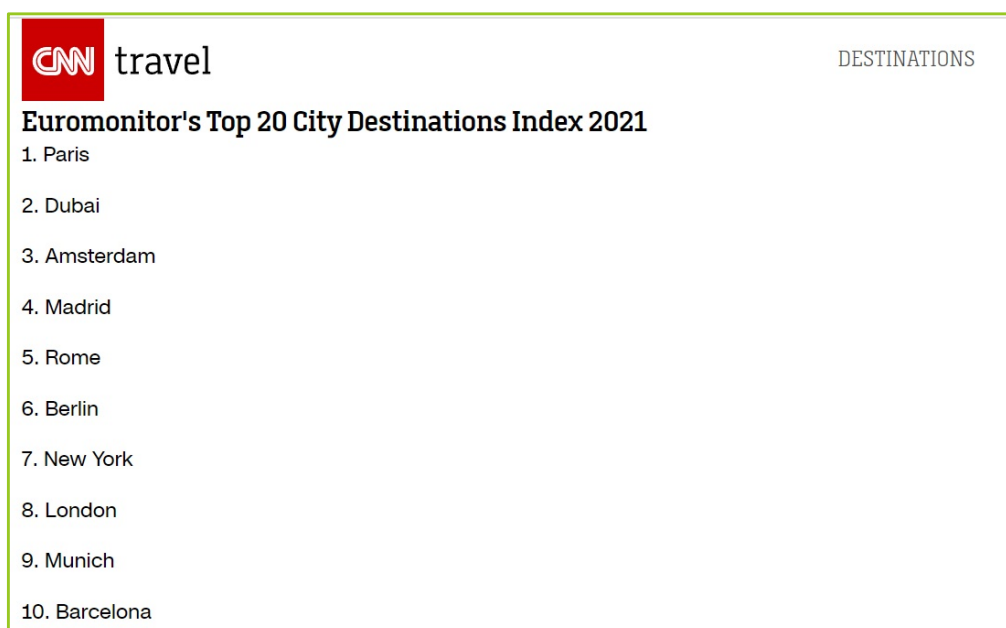 CNN travel
DESTINATIONS
Euromonitor's Top 20 City Destinations Index 2021
1. Paris
2. Dubai
3. Amsterdam
4. Madrid
5. Rome
6. Berlin
7. New York
8. London
9. Munich
10. Barcelona